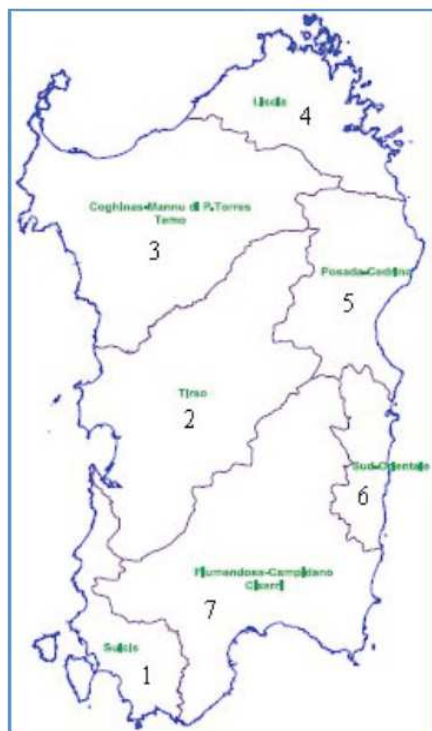 Liscia
4
Coghinas-Mannu di P.Torres
Temo
3
Posada-Cedrino
5
Tirso
2
Sud-Orientale
6
Flumendosa-Campidano
Cixerri
7
Sulcis
1